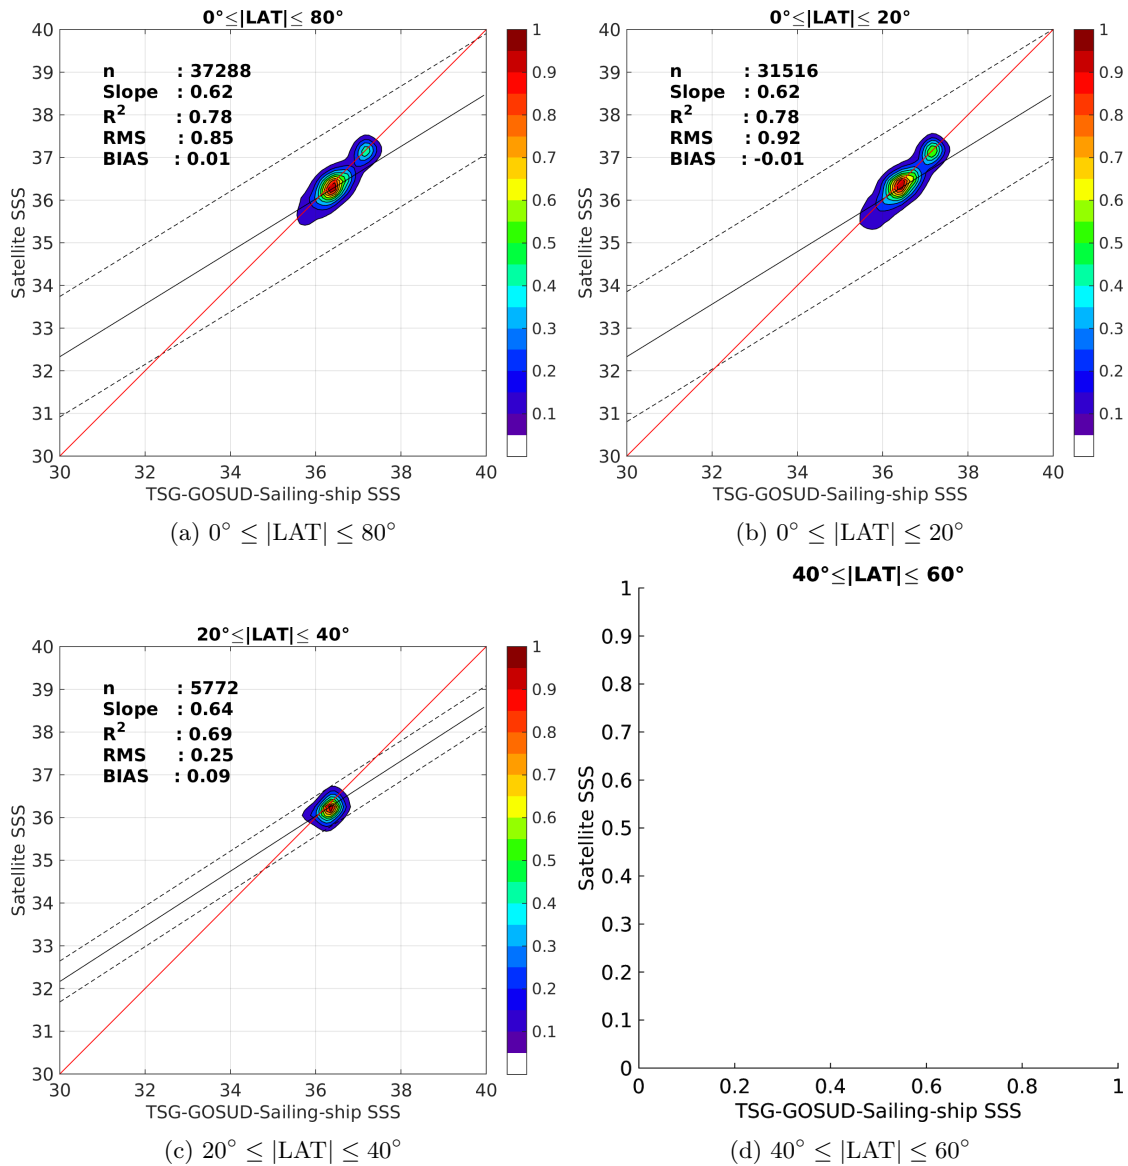 0°≤|LAT|≤ 80°
40
39
38
37
36
35
34
33
32
31
30
n : 37288
Slope : 0.62
R² : 0.78
RMS : 0.85
BIAS : 0.01
Satellite SSS
30 32 34 36 38 40
TSG-GOSUD-Sailing-ship SSS
1
0.9
0.8
0.7
0.6
0.5
0.4
0.3
0.2
0.1
(a) 0° ≤ |LAT| ≤ 80°
0°≤|LAT|≤ 20°
40
39
38
37
36
35
34
33
32
31
30
n : 31516
Slope : 0.62
R² : 0.78
RMS : 0.92
BIAS : -0.01
Satellite SSS
30 32 34 36 38 40
TSG-GOSUD-Sailing-ship SSS
1
0.9
0.8
0.7
0.6
0.5
0.4
0.3
0.2
0.1
(b) 0° ≤ |LAT| ≤ 20°
20°≤|LAT|≤ 40°
40
39
38
37
36
35
34
33
32
31
30
n : 5772
Slope : 0.64
R² : 0.69
RMS : 0.25
BIAS : 0.09
Satellite SSS
30 32 34 36 38 40
TSG-GOSUD-Sailing-ship SSS
1
0.9
0.8
0.7
0.6
0.5
0.4
0.3
0.2
0.1
(c) 20° ≤ |LAT| ≤ 40°
40°≤|LAT|≤ 60°
1
0.9
0.8
0.7
0.6
0.5
0.4
0.3
0.2
0.1
0
Satellite SSS
0 0.2 0.4 0.6 0.8 1
TSG-GOSUD-Sailing-ship SSS
(d) 40° ≤ |LAT| ≤ 60°